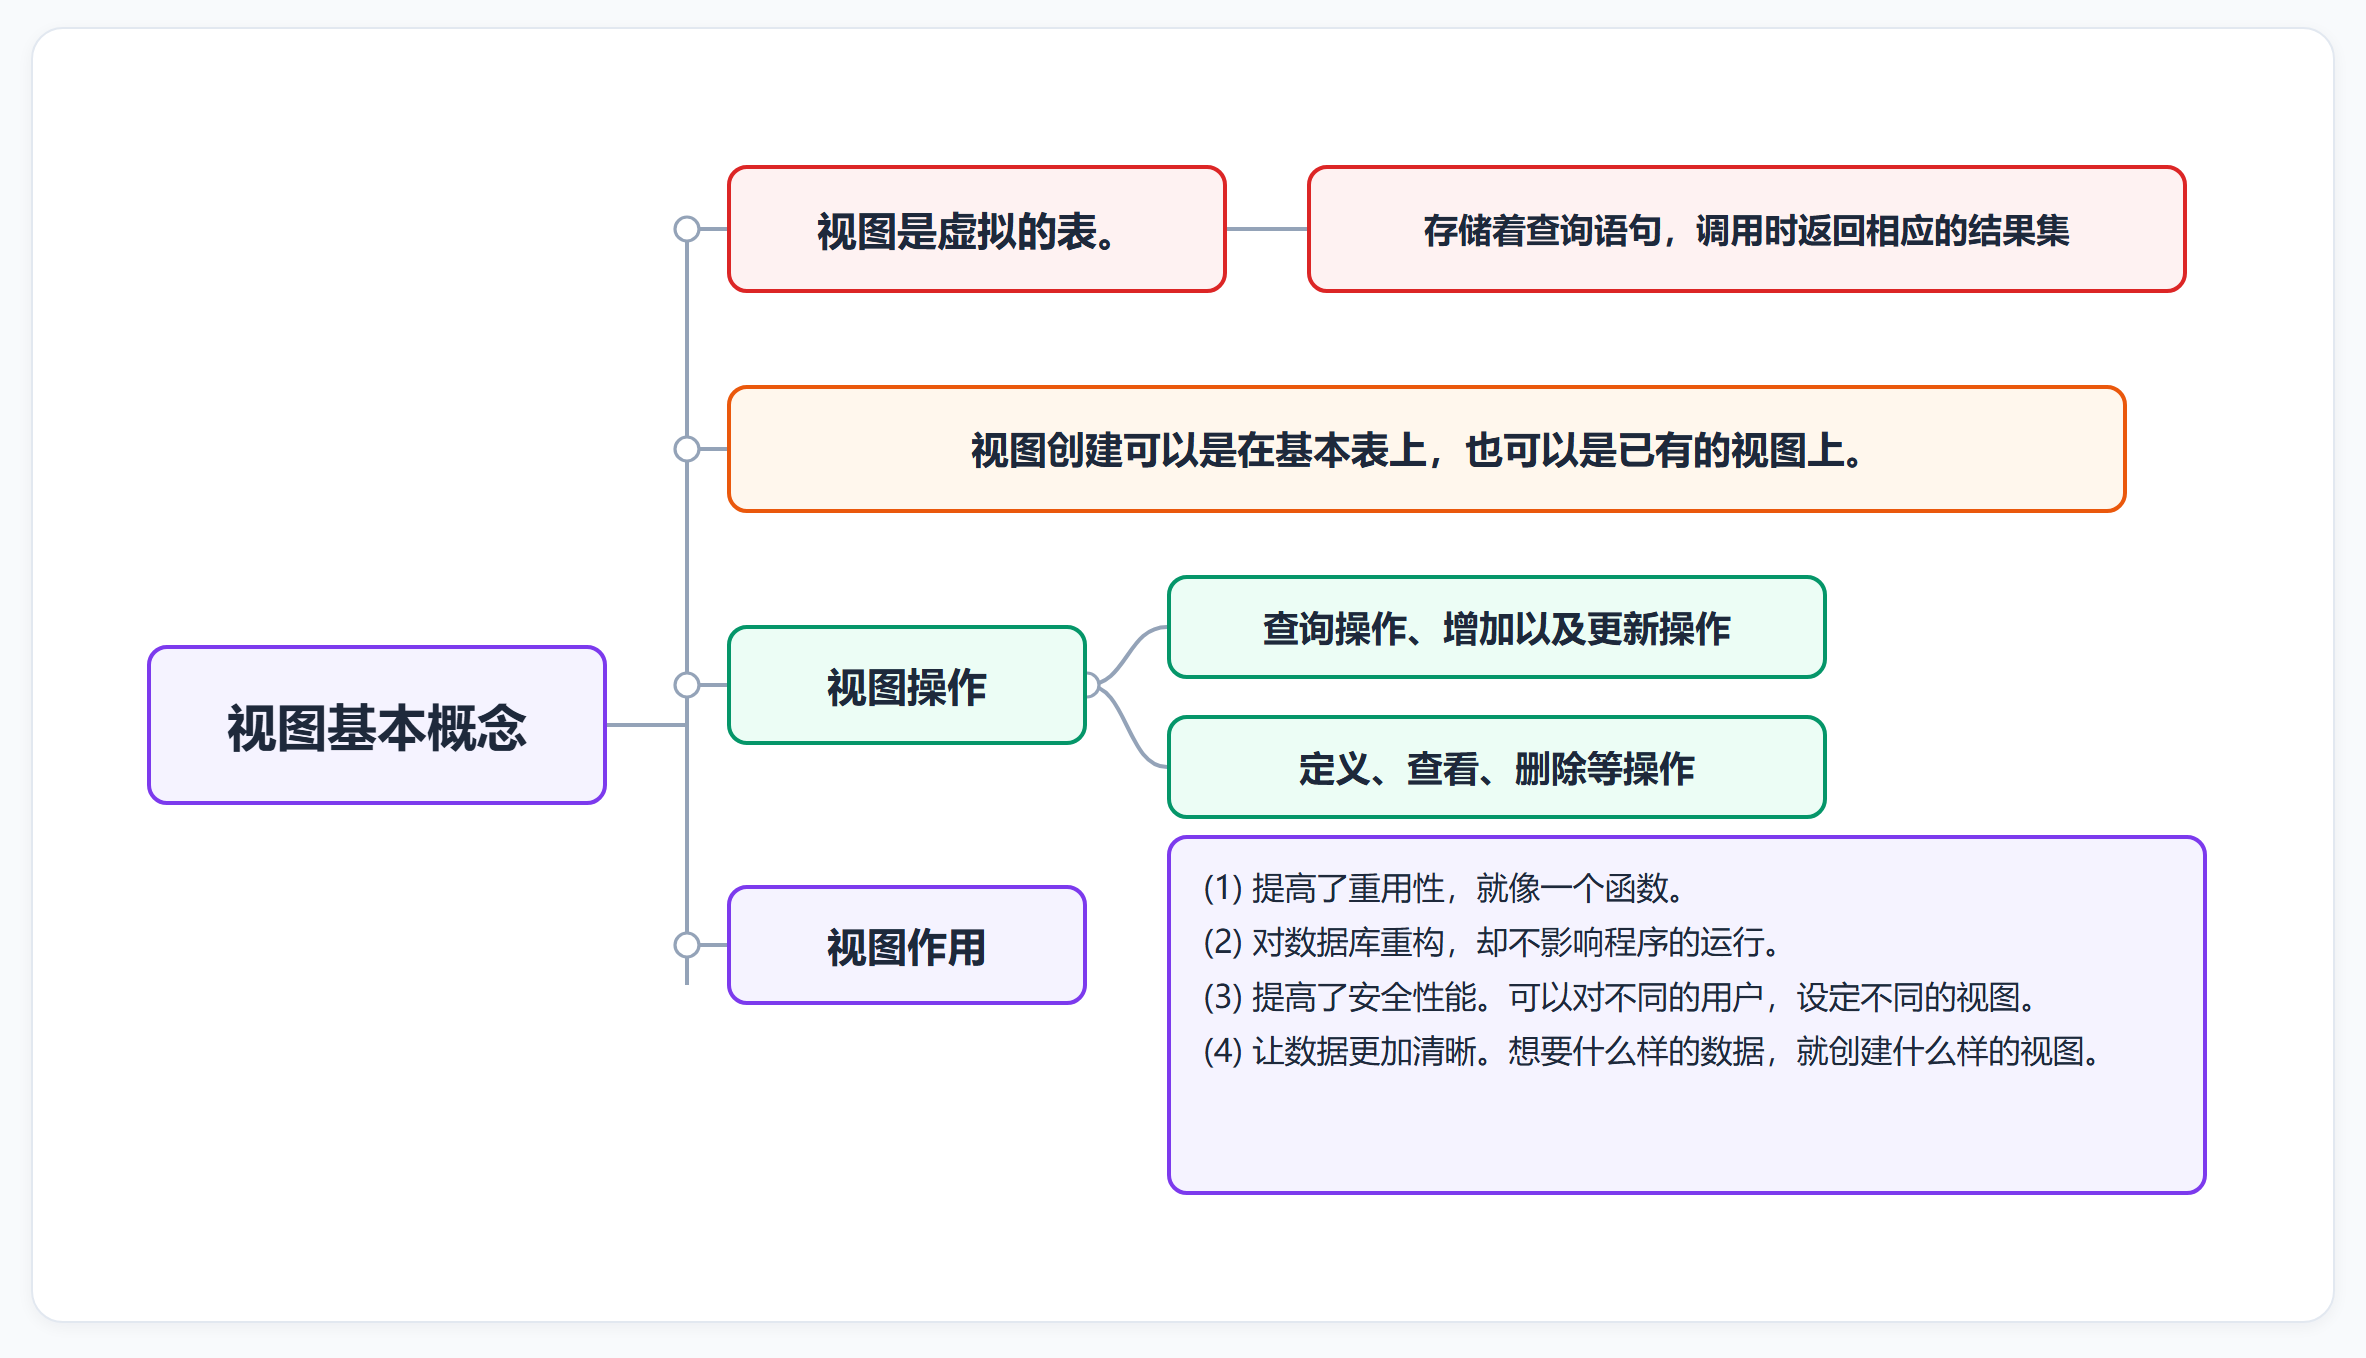 视图基本概念
视图是虚拟的表。
存储着查询语句，调用时返回相应的结果集
视图创建可以是在基本表上，也可以是已有的视图上。
视图操作
查询操作、增加以及更新操作
定义、查看、删除等操作
视图作用
(1) 提高了重用性，就像一个函数。
(2) 对数据库重构，却不影响程序的运行。
(3) 提高了安全性能。可以对不同的用户，设定不同的视图。
(4) 让数据更加清晰。想要什么样的数据，就创建什么样的视图。